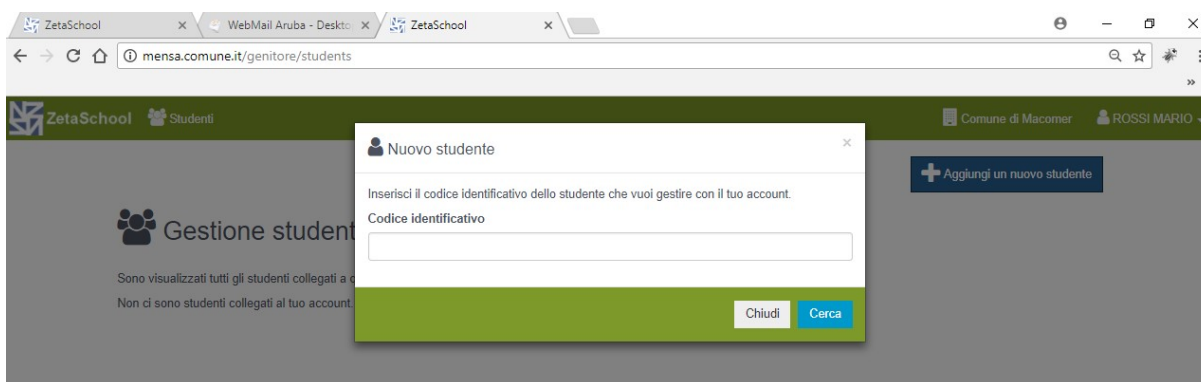 ZetaSchool
WebMail Aruba - Deskto
ZetaSchool
mensa.comune.it/genitore/students
ZetaSchool
Studenti
Comune di Macomer
ROSSI MARIO
Nuovo studente
×
Aggiungi un nuovo studente
Inserisci il codice identificativo dello studente che vuoi gestire con il tuo account.
Codice identificativo
Gestione student
Sono visualizzati tutti gli studenti collegati a
Non ci sono studenti collegati al tuo account.
Chiudi
Cerca